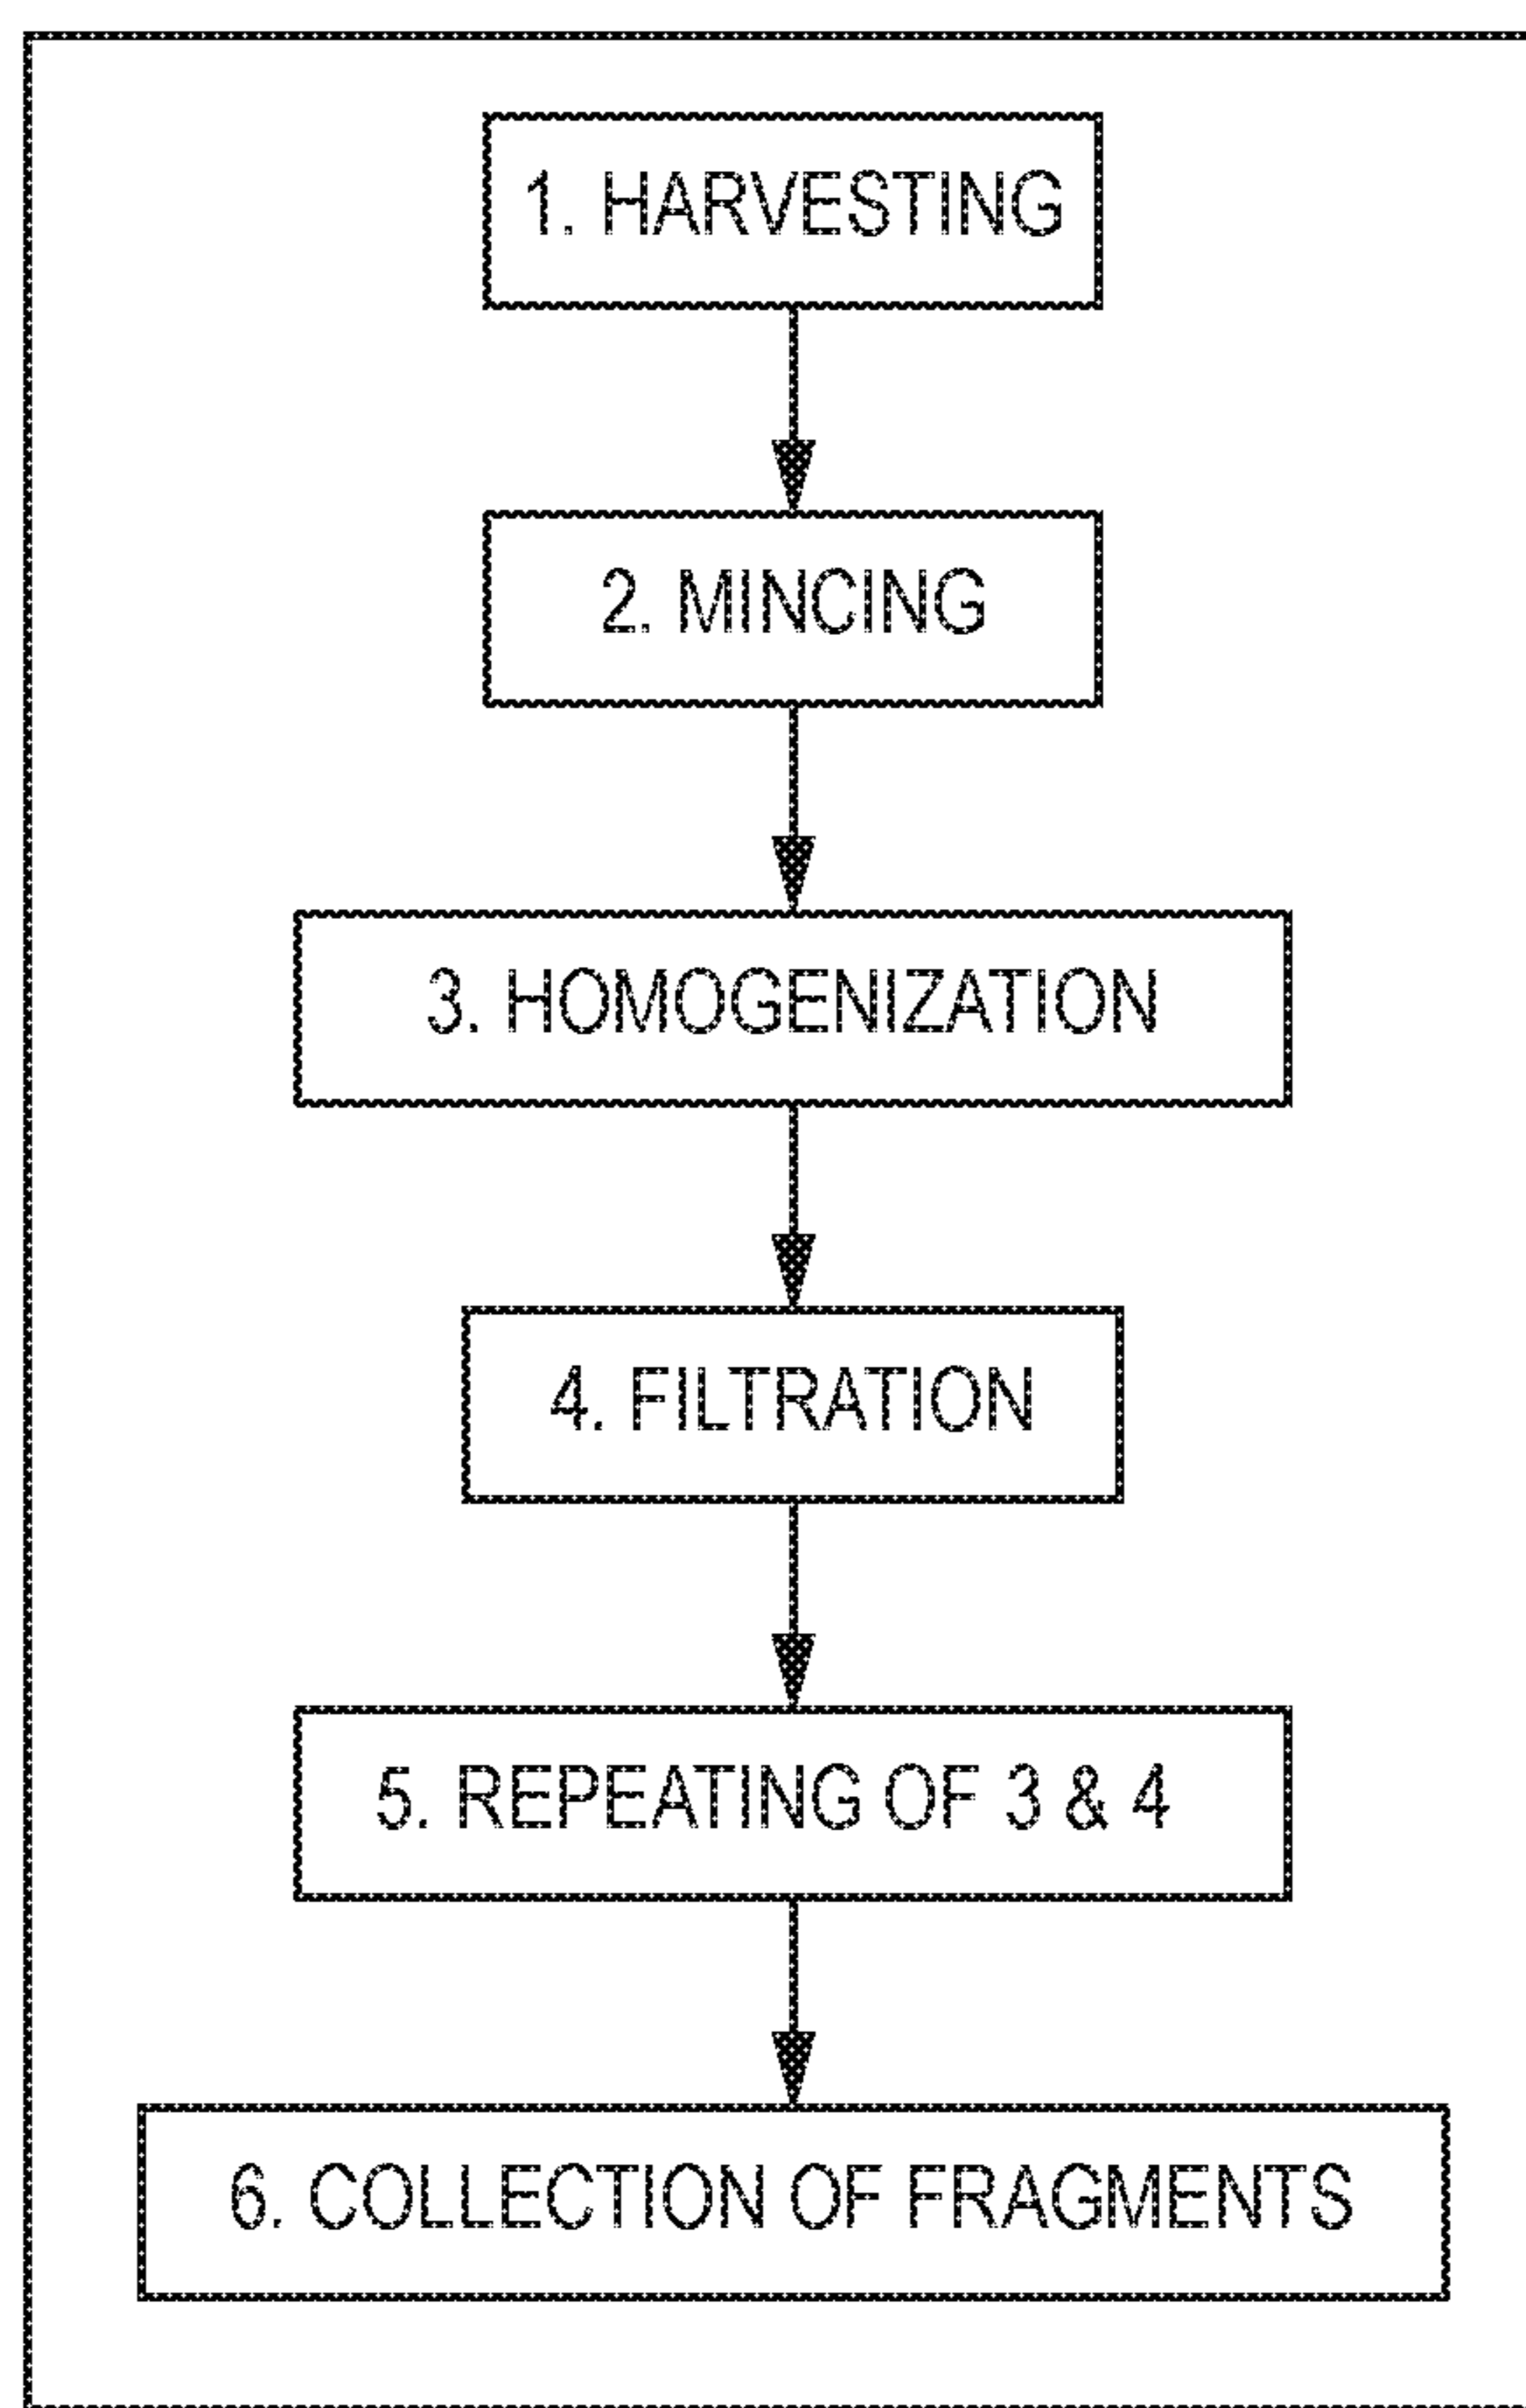 1. HARVESTING
2. MINCING
3. HOMOGENIZATION
4. FILTRATION
5. REPEATING OF 3 & 4
6. COLLECTION OF FRAGMENTS